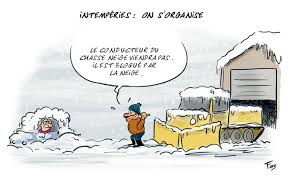 INTEMPÉRIES : ON S'ORGANISE
LE CONDUCTEUR DU
CHASSE NEIGE VIENDRA PAS.
IL EST BLOQUÉ PAR
LA NEIGE.